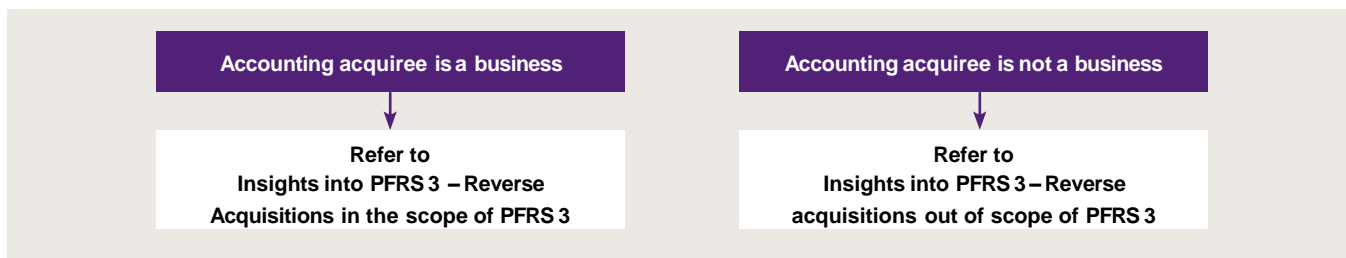 Accounting acquiree is a business
Refer to
Insights into PFRS 3 – Reverse
Acquisitions in the scope of PFRS 3
Accounting acquiree is not a business
Refer to
Insights into PFRS 3 – Reverse
acquisitions out of scope of PFRS 3